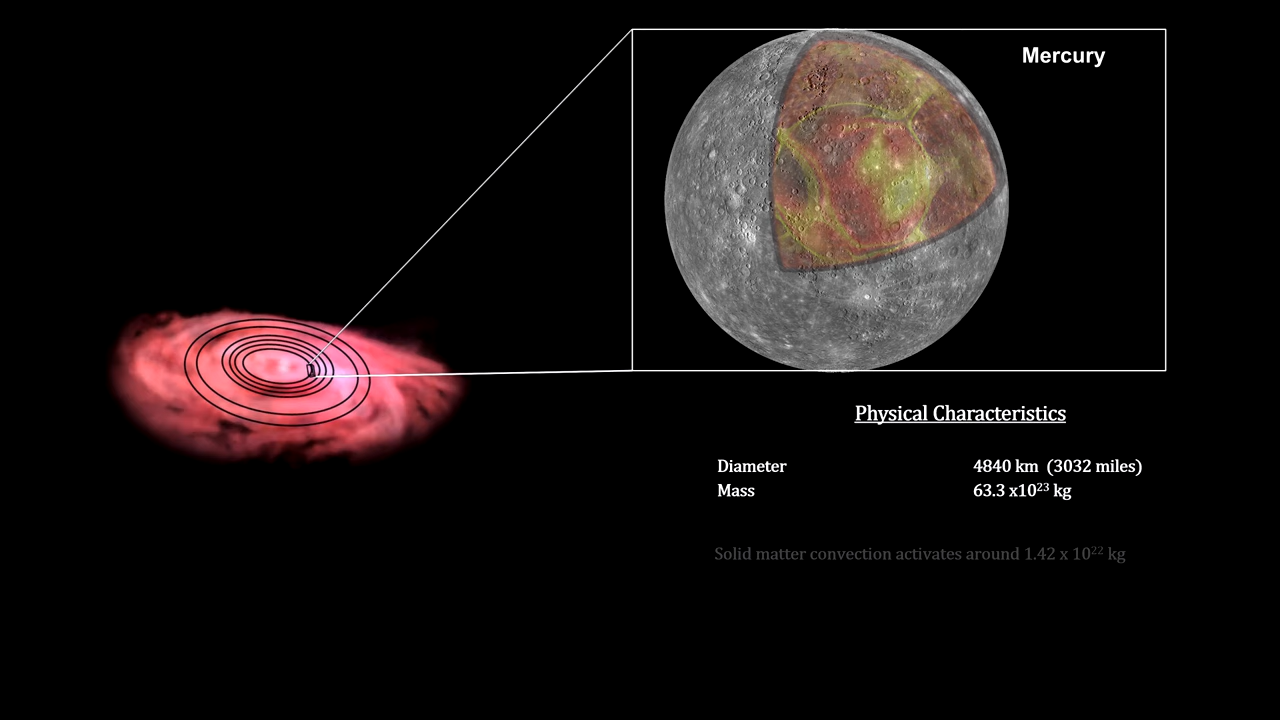 Mercury
Physical Characteristics
Diameter 4840 km (3032 miles)
Mass 63.3 x10²³ kg
Solid matter convection activates around 1.42 x 10²² kg